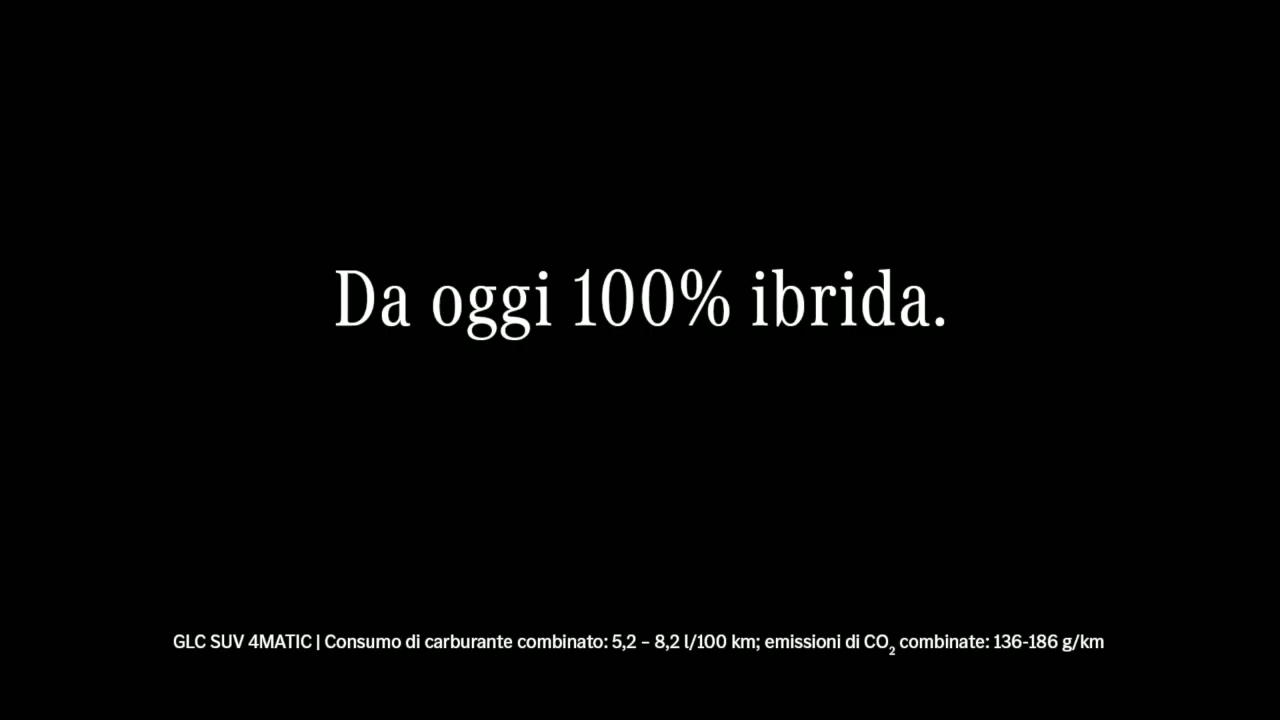 Da oggi 100% ibrida.
GLC SUV 4MATIC | Consumo di carburante combinato: 5,2 – 8,2 l/100 km; emissioni di CO₂ combinate: 136-186 g/km